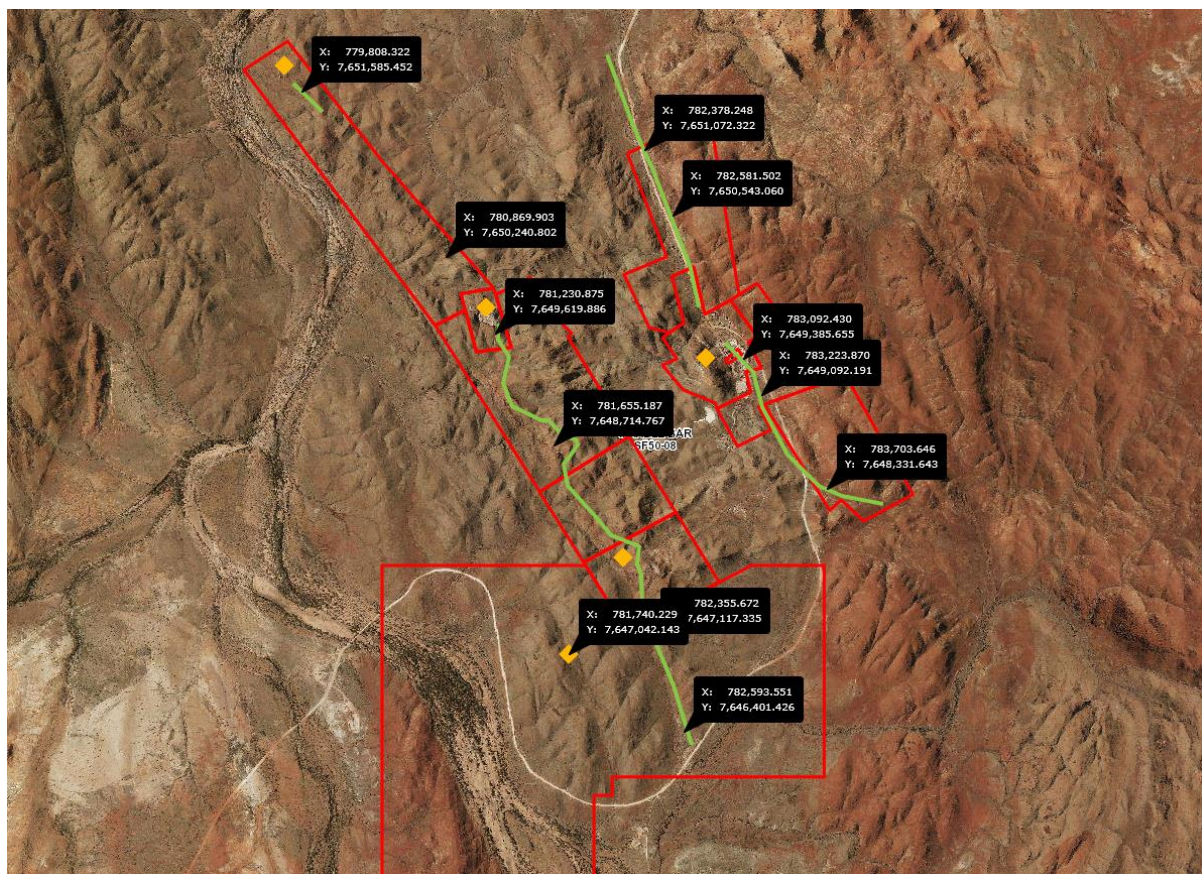 X: 779,808.322
Y: 7,651,585.452
X: 782,378.248
Y: 7,651,072.322
X: 782,581.502
Y: 7,650,543.060
X: 780,869.903
Y: 7,650,240.802
X: 781,230.875
Y: 7,649,619.886
X: 783,092.430
Y: 7,649,385.655
X: 783,223.870
Y: 7,649,092.191
X: 781,655.187
Y: 7,648,714.767
SF50-08
X: 783,703.646
Y: 7,648,331.643
X: 781,740.229
Y: 7,647,042.143
782,355.672
7,647,117.335
X: 782,593.551
Y: 7,646,401.426